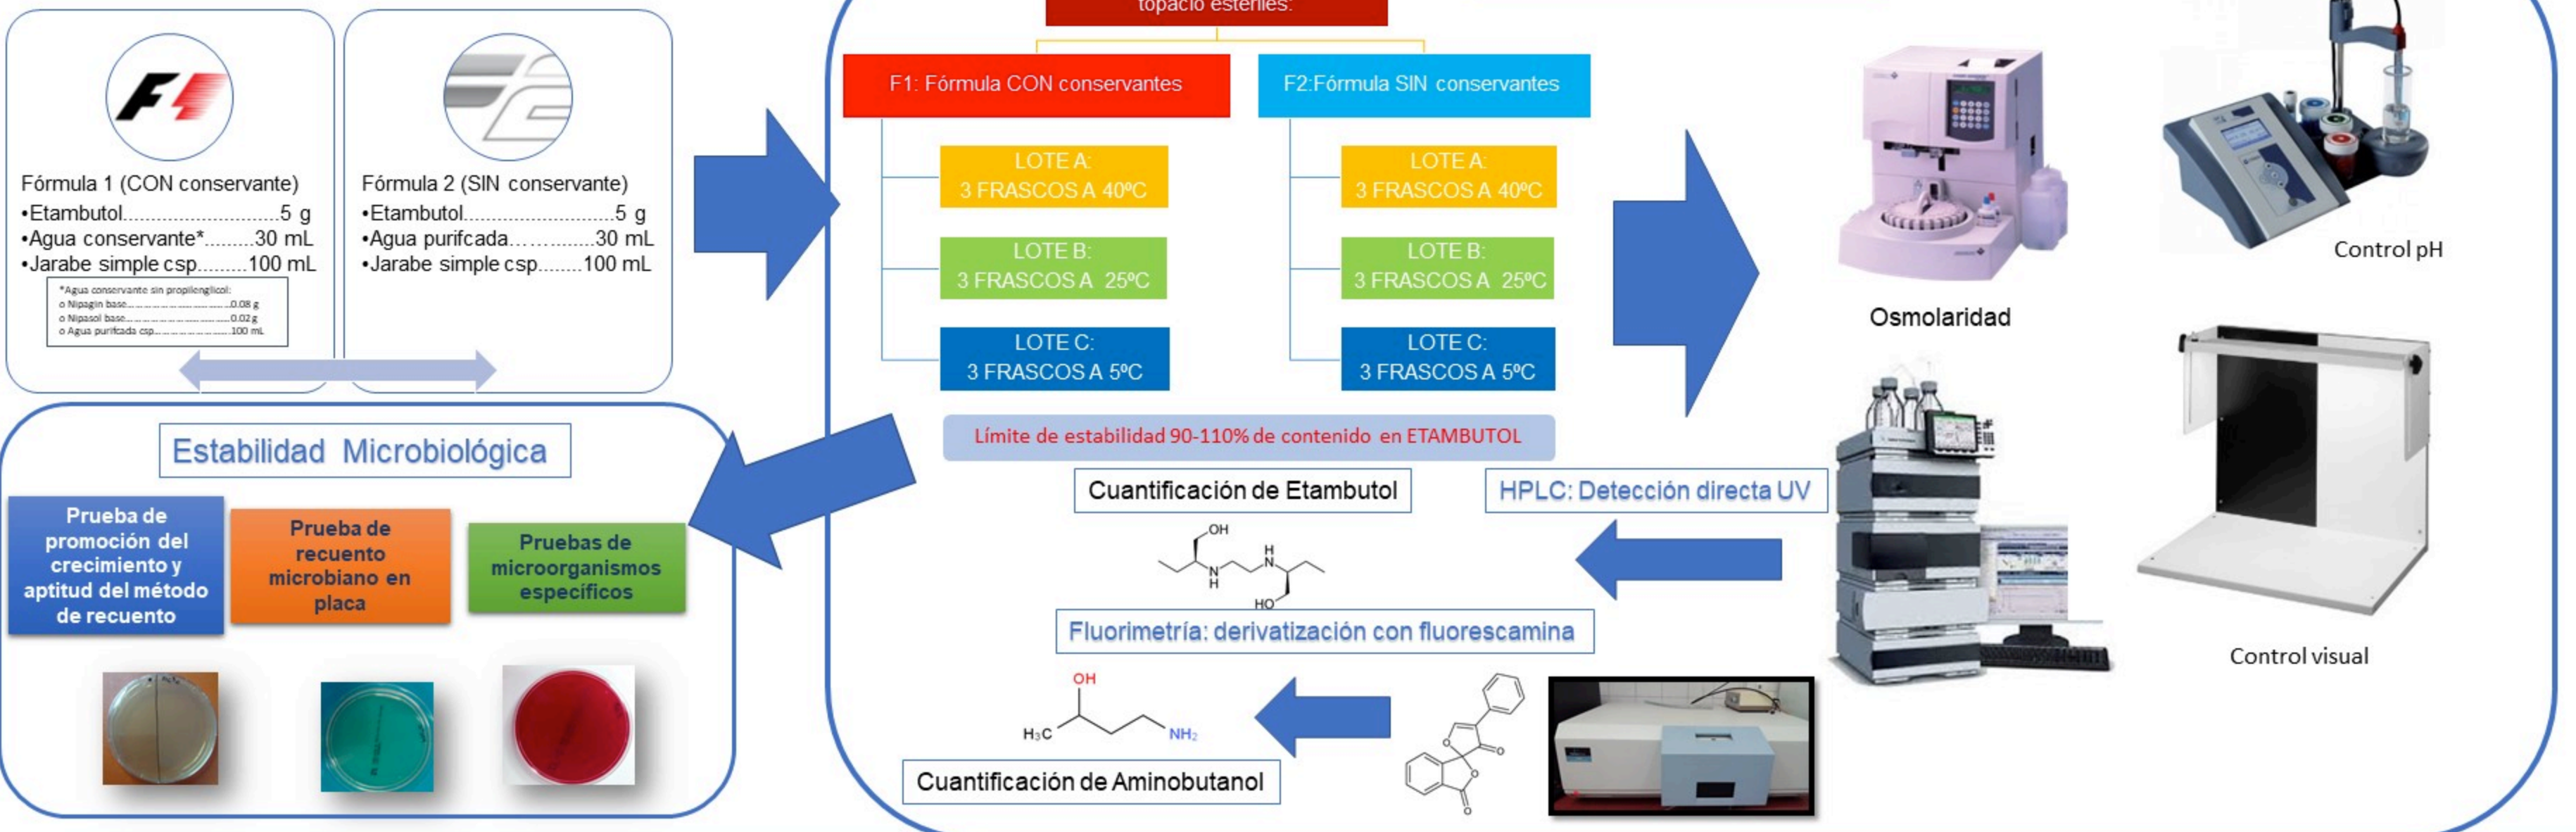 Fórmula 1 (CON conservante)
•Etambutol............................5 g
•Agua conservante*.........30 mL
•Jarabe simple csp.........100 mL
*Agua conservante sin propilenglicol:
o Nipagin base..............................0.08 g
o Nipasol base..............................0.02 g
o Agua purifcada csp.......................100 mL
Fórmula 2 (SIN conservante)
•Etambutol...........................5 g
•Agua purifcada..............30 mL
•Jarabe simple csp........100 mL
topacio estériles:
F1: Fórmula CON conservantes
LOTE A:
3 FRASCOS A 40ºC
LOTE B:
3 FRASCOS A 25ºC
LOTE C:
3 FRASCOS A 5ºC
F2:Fórmula SIN conservantes
LOTE A:
3 FRASCOS A 40ºC
LOTE B:
3 FRASCOS A 25ºC
LOTE C:
3 FRASCOS A 5ºC
Límite de estabilidad 90-110% de contenido en ETAMBUTOL
Cuantificación de Etambutol
HPLC: Detección directa UV
OH
H
N
N
H
HO
Fluorimetría: derivatización con fluorescamina
OH
H₃C
NH₂
O
O
O
O
Cuantificación de Aminobutanol
Osmolaridad
Control pH
Control visual
Estabilidad Microbiológica
Prueba de
promoción del
crecimiento y
aptitud del método
de recuento
Prueba de
recuento
microbiano en
placa
Pruebas de
microorganismos
específicos